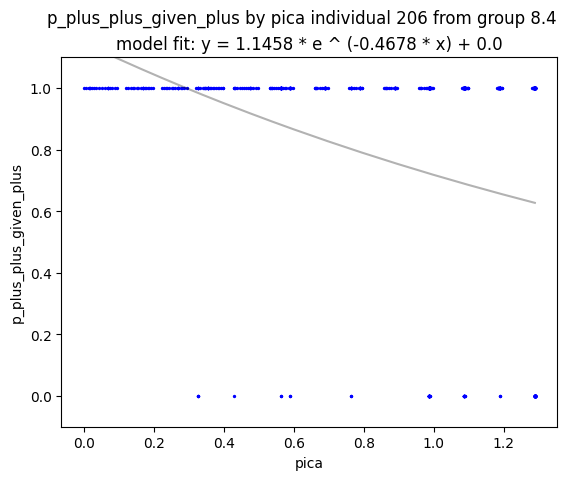 p_plus_plus_given_plus by pica individual 206 from group 8.4
model fit: y = 1.1458 * e ^ (-0.4678 * x) + 0.0
1.0
0.8
0.6
0.4
0.2
0.0
p_plus_plus_given_plus
0.0 0.2 0.4 0.6 0.8 1.0 1.2
pica